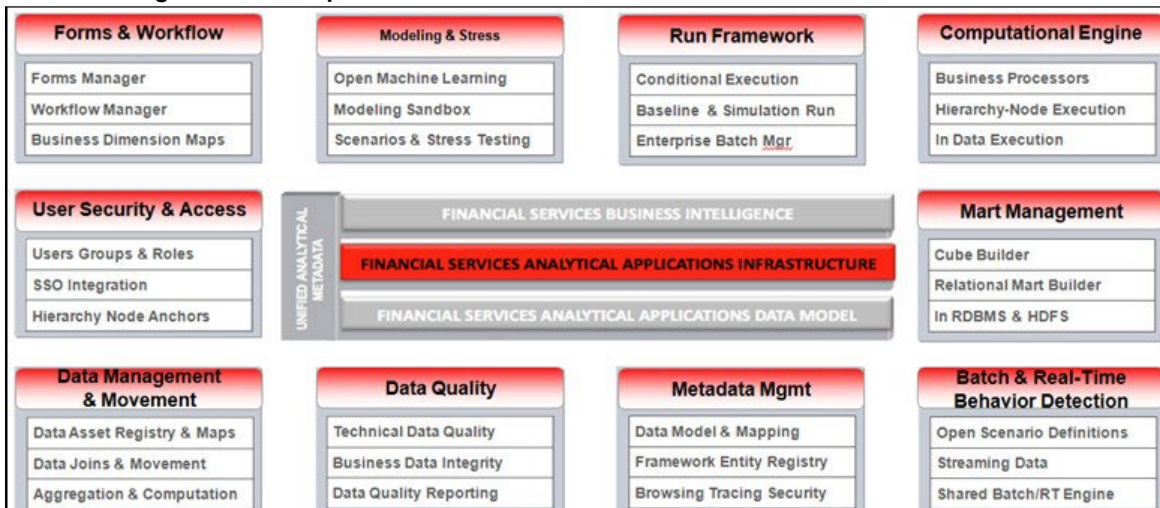 Forms & Workflow
Forms Manager
Workflow Manager
Business Dimension Maps
Modeling & Stress
Open Machine Learning
Modeling Sandbox
Scenarios & Stress Testing
Run Framework
Conditional Execution
Baseline & Simulation Run
Enterprise Batch Mgr
Computational Engine
Business Processors
Hierarchy-Node Execution
In Data Execution
User Security & Access
Users Groups & Roles
SSO Integration
Hierarchy Node Anchors
UNIFIED ANALYTICAL
METADATA
FINANCIAL SERVICES BUSINESS INTELLIGENCE
FINANCIAL SERVICES ANALYTICAL APPLICATIONS INFRASTRUCTURE
FINANCIAL SERVICES ANALYTICAL APPLICATIONS DATA MODEL
Mart Management
Cube Builder
Relational Mart Builder
In RDBMS & HDFS
Data Management
& Movement
Data Asset Registry & Maps
Data Joins & Movement
Aggregation & Computation
Data Quality
Technical Data Quality
Business Data Integrity
Data Quality Reporting
Metadata Mgmt
Data Model & Mapping
Framework Entity Registry
Browsing Tracing Security
Batch & Real-Time
Behavior Detection
Open Scenario Definitions
Streaming Data
Shared Batch/RT Engine